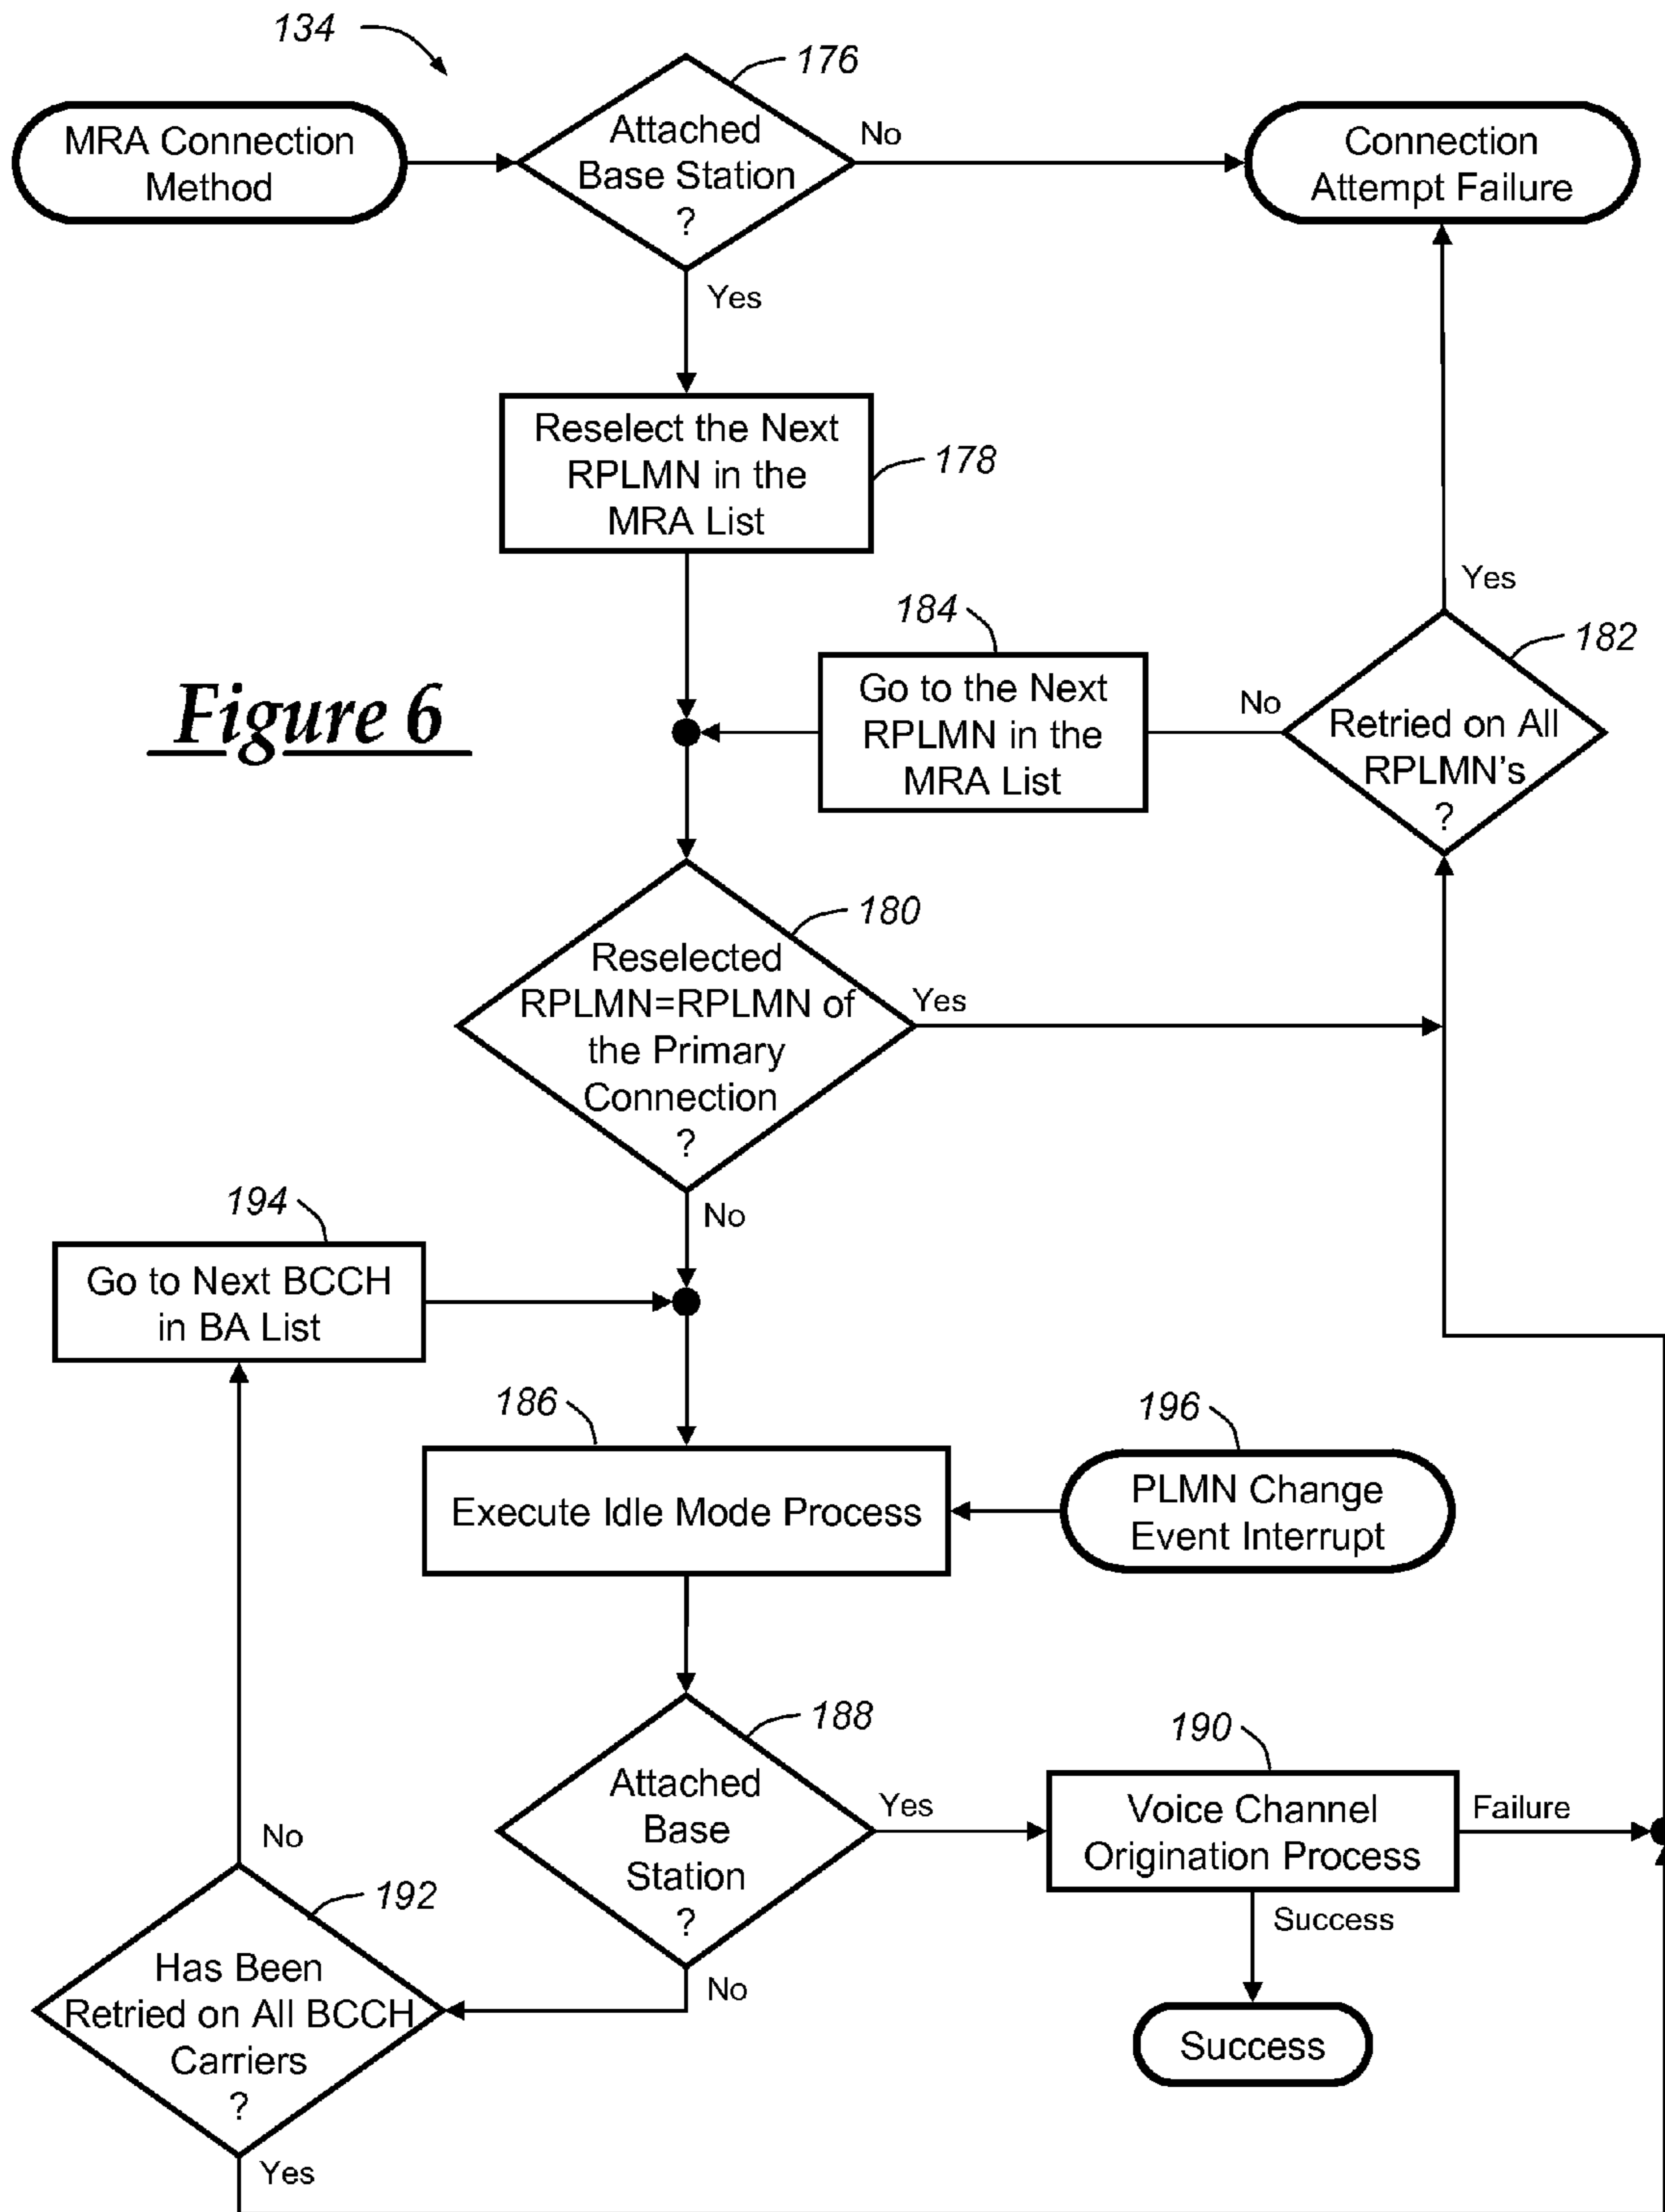 134
176
MRA Connection
Method
Attached
Base Station
?
No
Connection
Attempt Failure
Yes
Reselect the Next
RPLMN in the
MRA List
178
Yes
184
182
Figure 6
Go to the Next
RPLMN in the
MRA List
No
Retried on All
RPLMN's
?
180
Reselected
RPLMN=RPLMN of
the Primary
Connection
?
Yes
194
No
Go to Next BCCH
in BA List
186
196
Execute Idle Mode Process
PLMN Change
Event Interrupt
188
190
Attached
Base
Station
?
Yes
Voice Channel
Origination Process
Failure
No
192
Success
Has Been
Retried on All BCCH
Carriers
?
No
Success
Yes